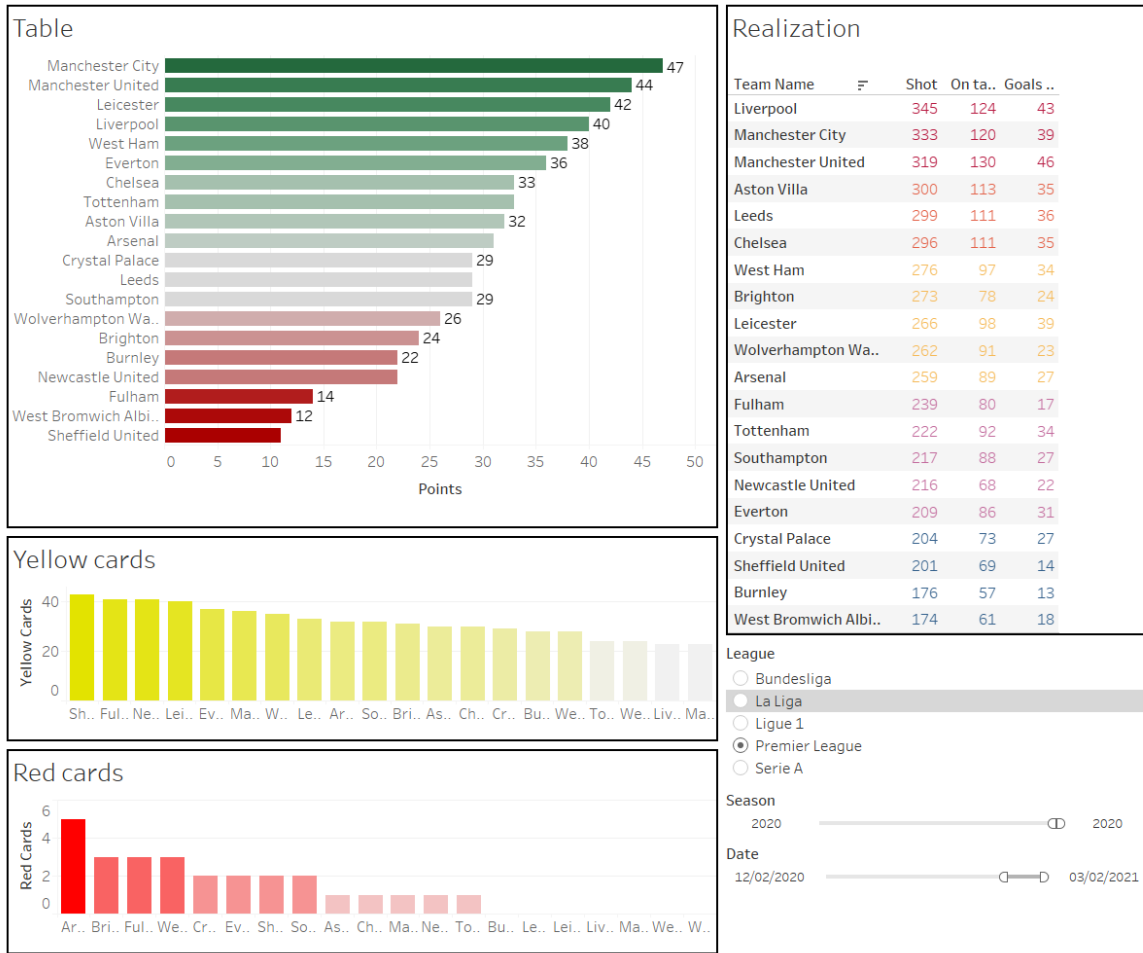 Table
Manchester City 47
Manchester United 44
Leicester 42
Liverpool 40
West Ham 38
Everton 36
Chelsea 33
Tottenham
Aston Villa 32
Arsenal
Crystal Palace 29
Leeds
Southampton 29
Wolverhampton Wa.. 26
Brighton 24
Burnley 22
Newcastle United
Fulham 14
West Bromwich Albi.. 12
Sheffield United
0 5 10 15 20 25 30 35 40 45 50
Points
Yellow cards
Yellow Cards
40
20
0
Sh.. Ful.. Ne.. Lei.. Ev.. Ma.. W.. Le.. Ar.. So.. Bri.. As.. Ch.. Cr.. Bu.. We.. To.. We.. Liv.. Ma..
Red cards
Red Cards
6
4
2
0
Ar.. Bri.. Ful.. We.. Cr.. Ev.. Sh.. So.. As.. Ch.. Ma.. Ne.. To.. Bu.. Le.. Lei.. Liv.. Ma.. We.. W..
Realization
Team Name Shot On ta.. Goals ..
Liverpool 345 124 43
Manchester City 333 120 39
Manchester United 319 130 46
Aston Villa 300 113 35
Leeds 299 111 36
Chelsea 296 111 35
West Ham 276 97 34
Brighton 273 78 24
Leicester 266 98 39
Wolverhampton Wa.. 262 91 23
Arsenal 259 89 27
Fulham 239 80 17
Tottenham 222 92 34
Southampton 217 88 27
Newcastle United 216 68 22
Everton 209 86 31
Crystal Palace 204 73 27
Sheffield United 201 69 14
Burnley 176 57 13
West Bromwich Albi.. 174 61 18
League
Bundesliga
La Liga
Ligue 1
Premier League
Serie A
Season
2020 2020
Date
12/02/2020 03/02/2021